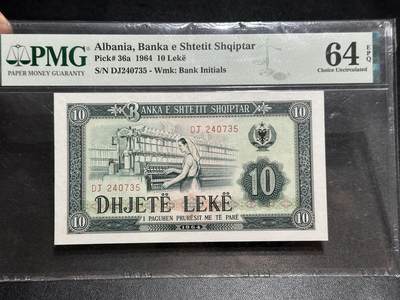 PMG
PAPER MONEY GUARANTY
Albania, Banka e Shtetit Shqiptar
Pick# 36a 1964 10 Lekë
S/N DJ240735 - Wmk: Bank Initials
64 EPQ
Choice Uncirculated
10 BANKA E SHTETIT SHQIPTAR 10
DJ 240735
DJ 240735
10
DHJETË LEKË
I PAGUHEN PRURËSIT ME TË PARË
10 1964 10